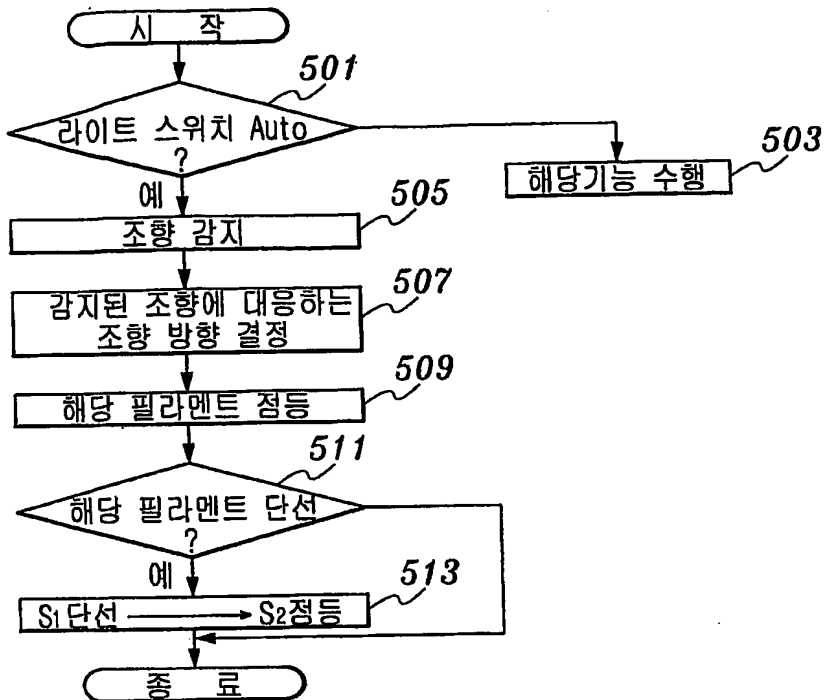 시 작
501
라이트 스위치 Auto
?
예
해당기능 수행
503
조향 감지
505
감지된 조향에 대응하는
조향 방향 결정
507
해당 필라멘트 점등
509
511
해당 필라멘트 단선
?
예
S1단선 → S2점등
513
종 료